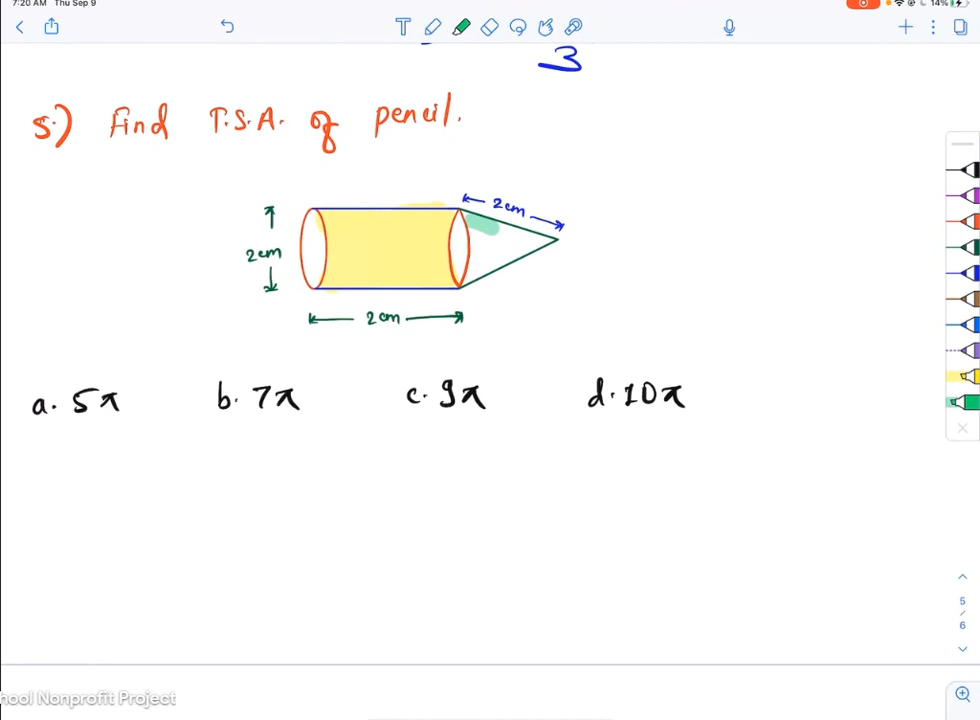 7:20 AM Thu Sep 9
14%
3
5.) Find T.S.A. of pencil.
2cm
2cm
2cm
a. 5π b. 7π c. 9π d. 10π
5
/
6
hool Nonprofit Project